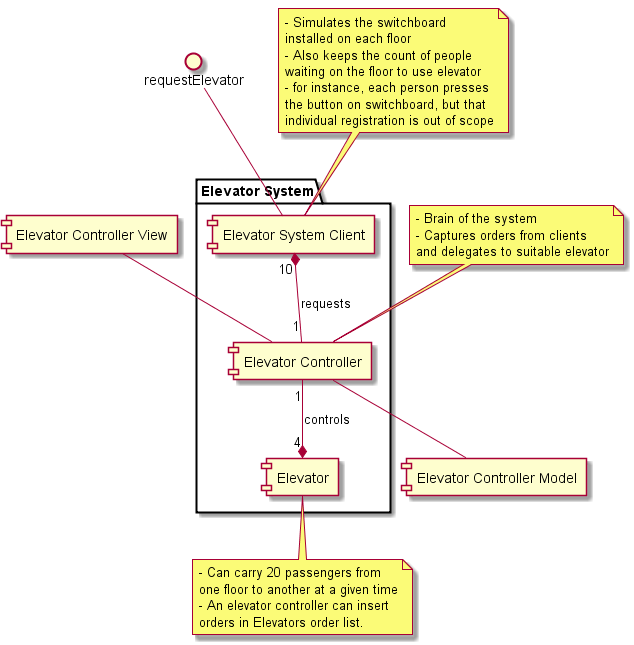 - Simulates the switchboard
installed on each floor
- Also keeps the count of people
waiting on the floor to use elevator
- for instance, each person presses
the button on switchboard, but that
individual registration is out of scope
requestElevator
Elevator System
Elevator Controller View
Elevator System Client
- Brain of the system
- Captures orders from clients
and delegates to suitable elevator
10
requests
1
Elevator Controller
1
controls
4
Elevator
Elevator Controller Model
- Can carry 20 passengers from
one floor to another at a given time
- An elevator controller can insert
orders in Elevators order list.